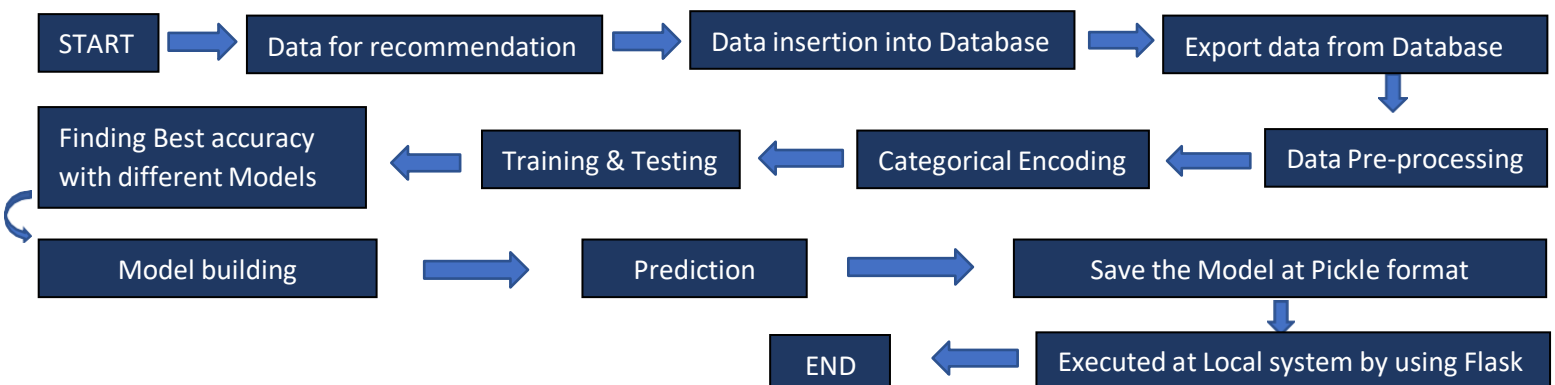 START
Data for recommendation
Data insertion into Database
Export data from Database
Data Pre-processing
Categorical Encoding
Training & Testing
Finding Best accuracy
with different Models
Model building
Prediction
Save the Model at Pickle format
Executed at Local system by using Flask
END